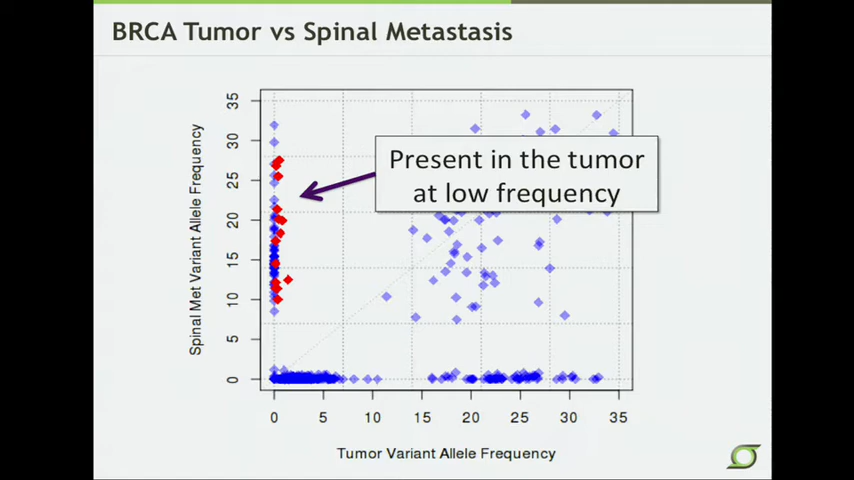 BRCA Tumor vs Spinal Metastasis
Present in the tumor
at low frequency
Spinal Met Variant Allele Frequency
35
30
25
20
15
10
5
0
0 5 10 15 20 25 30 35
Tumor Variant Allele Frequency